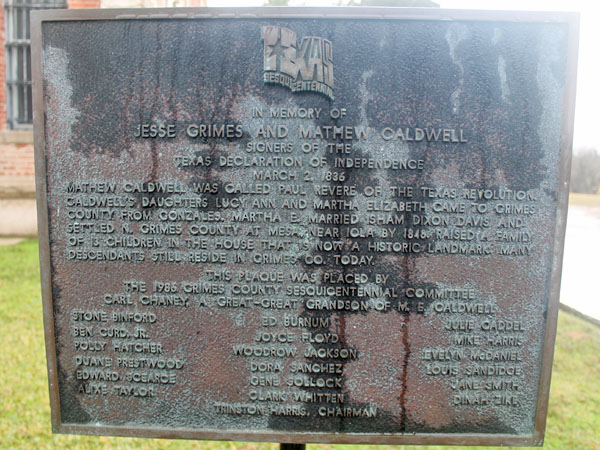 TEXAS
SESQUICENTENNIAL
IN MEMORY OF
JESSE GRIMES AND MATHEW CALDWELL
SIGNERS OF THE
TEXAS DECLARATION OF INDEPENDENCE
MARCH 2, 1836
MATHEW CALDWELL WAS CALLED PAUL REVERE OF THE TEXAS REVOLUTION.
CALDWELL'S DAUGHTERS LUCY ANN AND MARTHA ELIZABETH CAME TO GRIMES
COUNTY FROM GONZALES. MARTHA E. MARRIED ISHAM DIXON DAVIS AND
SETTLED N. GRIMES COUNTY AT MESA, NEAR IOLA BY 1848. RAISED A FAMILY
OF 13 CHILDREN IN THE HOUSE THAT IS NOW A HISTORIC LANDMARK. MANY
DESCENDANTS STILL RESIDE IN GRIMES CO. TODAY.
THIS PLAQUE WAS PLACED BY
THE 1986 GRIMES COUNTY SESQUICENTENNIAL COMMITTEE
CARL CHANEY, A GREAT-GREAT GRANDSON OF M. E. CALDWELL
STONE BINFORD ED BURNUM JULIE CADDEL
BEN CURD, JR. JOYCE FLOYD MIKE HARRIS
POLLY HATCHER WOODROW JACKSON EVELYN McDANIEL
DUANE PRESTWOOD DORA SANCHEZ LOUIS SANDIDGE
EDWARD SCEARCE GENE SOLLOCK JANE SMITH
ALIXE TAYLOR CLARK WHITTEN DINAH ZIKE
TRINSTON HARRIS, CHAIRMAN